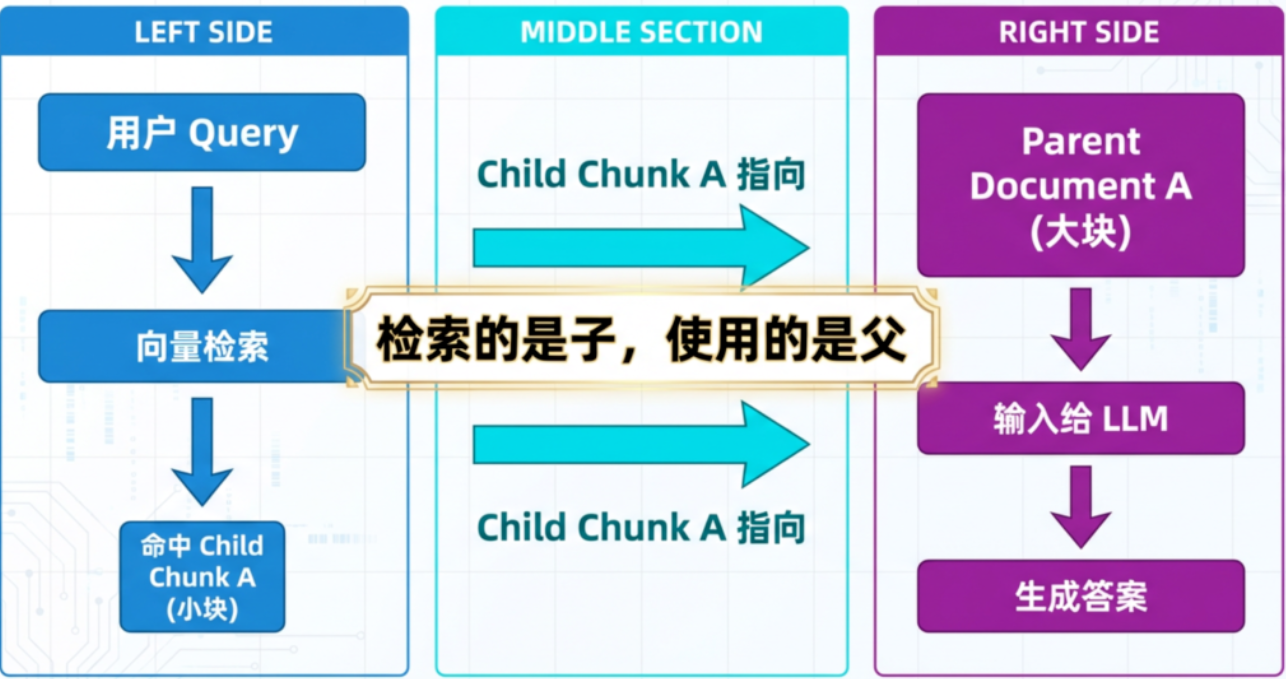 LEFT SIDE
用户 Query
向量检索
命中 Child
Chunk A
(小块)
MIDDLE SECTION
Child Chunk A 指向
检索的是子，使用的是父
Child Chunk A 指向
RIGHT SIDE
Parent
Document A
(大块)
输入给 LLM
生成答案